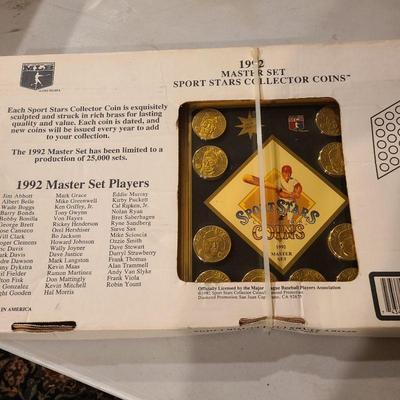 MLBPA
1992
MASTER SET
SPORT STARS COLLECTOR COINS™
Each Sport Stars Collector Coin is exquisitely
sculpted and struck in rich brass for lasting
quality and value. Each coin is dated, and
new coins will be issued every year to add
to your collection.
The 1992 Master Set has been limited to a
production of 25,000 sets.
1992 Master Set Players
Jim Abbott
Albert Belle
Wade Boggs
Barry Bonds
Bobby Bonilla
George Brett
Jose Canseco
Will Clark
Roger Clemens
Eric Davis
Mark Davis
Andre Dawson
Lenny Dykstra
Cecil Fielder
Carlton Fisk
Juan Gonzalez
Dwight Gooden
Mark Grace
Mike Greenwell
Ken Griffey, Jr.
Tony Gwynn
Von Hayes
Rickey Henderson
Orel Hershiser
Bo Jackson
Howard Johnson
Wally Joyner
Dave Justice
Mark Langston
Kevin Maas
Ramon Martinez
Don Mattingly
Kevin Mitchell
Hal Morris
Eddie Murray
Kirby Puckett
Cal Ripken, Jr.
Nolan Ryan
Bret Saberhagen
Ryne Sandberg
Steve Sax
Mike Scioscia
Ozzie Smith
Dave Stewart
Darryl Strawberry
Frank Thomas
Alan Trammell
Andy Van Slyke
Frank Viola
Robin Yount
IN AMERICA
SPORT STARS
COINS
1992
MASTER
SET
Officially Licensed by the Major League Baseball Players Association